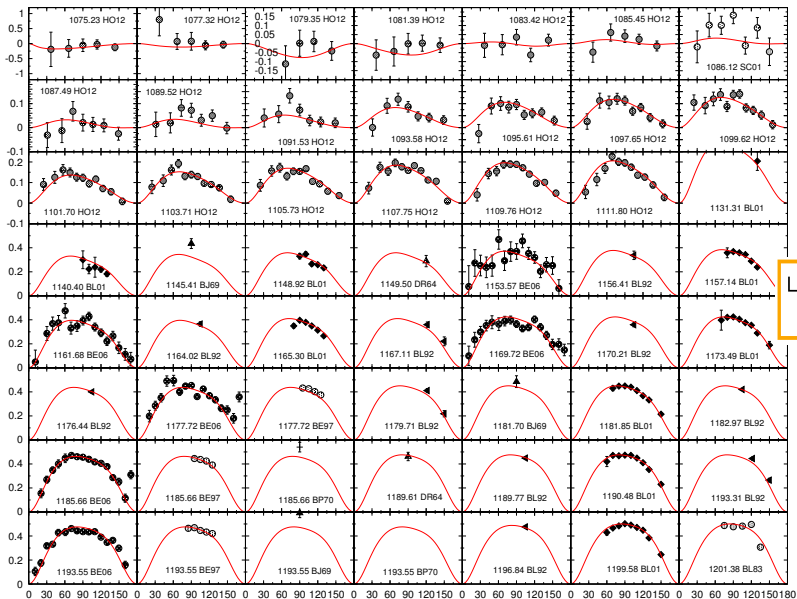 1075.23 HO12
1077.32 HO12
1079.35 HO12
1081.39 HO12
1083.42 HO12
1085.45 HO12
1086.12 SC01
1 0.5 0 -0.5 -1
0.15 0.1 0.05 0 -0.05 -0.1 -0.15
1087.49 HO12
1089.52 HO12
1091.53 HO12
1093.58 HO12
1095.61 HO12
1097.65 HO12
1099.62 HO12
0.1 0 -0.1
1101.70 HO12
1103.71 HO12
1105.73 HO12
1107.75 HO12
1109.76 HO12
1111.80 HO12
1131.31 BL01
0.2 0.1 0 -0.1
1140.40 BL01
1145.41 BJ69
1148.92 BL01
1149.50 DR64
1153.57 BE06
1156.41 BL92
1157.14 BL01
0.4 0.2 0
1161.68 BE06
1164.02 BL92
1165.30 BL01
1167.11 BL92
1169.72 BE06
1170.21 BL92
1173.49 BL01
0.4 0.2 0
1176.44 BL92
1177.72 BE06
1177.72 BE97
1179.71 BL92
1181.70 BJ69
1181.85 BL01
1182.97 BL92
0.4 0.2 0
1185.66 BE06
1185.66 BE97
1185.66 BP70
1189.61 DR64
1189.77 BL92
1190.48 BL01
1193.31 BL92
0.4 0.2 0
1193.55 BE06
1193.55 BE97
1193.55 BJ69
1193.55 BP70
1196.84 BL92
1199.58 BL01
1201.38 BL83
0.4 0.2 0
0 30 60 90 120 150 0 30 60 90 120 150 0 30 60 90 120 150 0 30 60 90 120 150 0 30 60 90 120 150 0 30 60 90 120 150 0 30 60 90 120 150 180